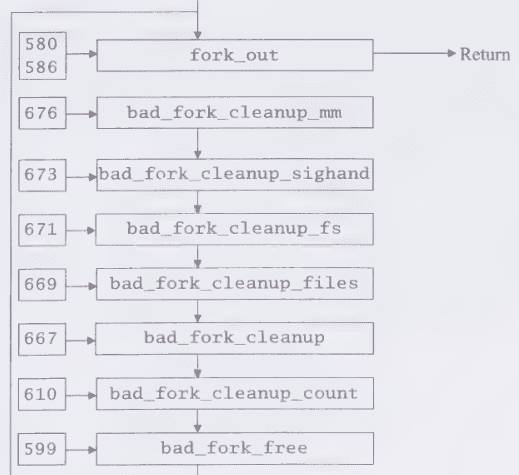 580
586
fork_out
Return
676
bad_fork_cleanup_mm
673
bad_fork_cleanup_sighand
671
bad_fork_cleanup_fs
669
bad_fork_cleanup_files
667
bad_fork_cleanup
610
bad_fork_cleanup_count
599
bad_fork_free